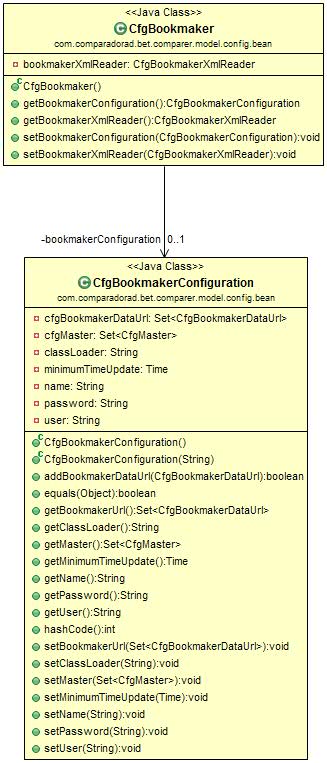 <<Java Class>>
CfgBookmaker
com.comparadorad.bet.comparer.model.config.bean
bookmakerXmlReader: CfgBookmakerXmlReader
CfgBookmaker()
getBookmakerConfiguration():CfgBookmakerConfiguration
getBookmakerXmlReader():CfgBookmakerXmlReader
setBookmakerConfiguration(CfgBookmakerConfiguration):void
setBookmakerXmlReader(CfgBookmakerXmlReader):void
-bookmakerConfiguration 0..1
<<Java Class>>
CfgBookmakerConfiguration
com.comparadorad.bet.comparer.model.config.bean
cfgBookmakerDataUrl: Set<CfgBookmakerDataUrl>
cfgMaster: Set<CfgMaster>
classLoader: String
minimumTimeUpdate: Time
name: String
password: String
user: String
CfgBookmakerConfiguration()
CfgBookmakerConfiguration(String)
addBookmakerDataUrl(CfgBookmakerDataUrl):boolean
equals(Object):boolean
getBookmakerUrl():Set<CfgBookmakerDataUrl>
getClassLoader():String
getMaster():Set<CfgMaster>
getMinimumTimeUpdate():Time
getName():String
getPassword():String
getUser():String
hashCode():int
setBookmakerUrl(Set<CfgBookmakerDataUrl>):void
setClassLoader(String):void
setMaster(Set<CfgMaster>):void
setMinimumTimeUpdate(Time):void
setName(String):void
setPassword(String):void
setUser(String):void